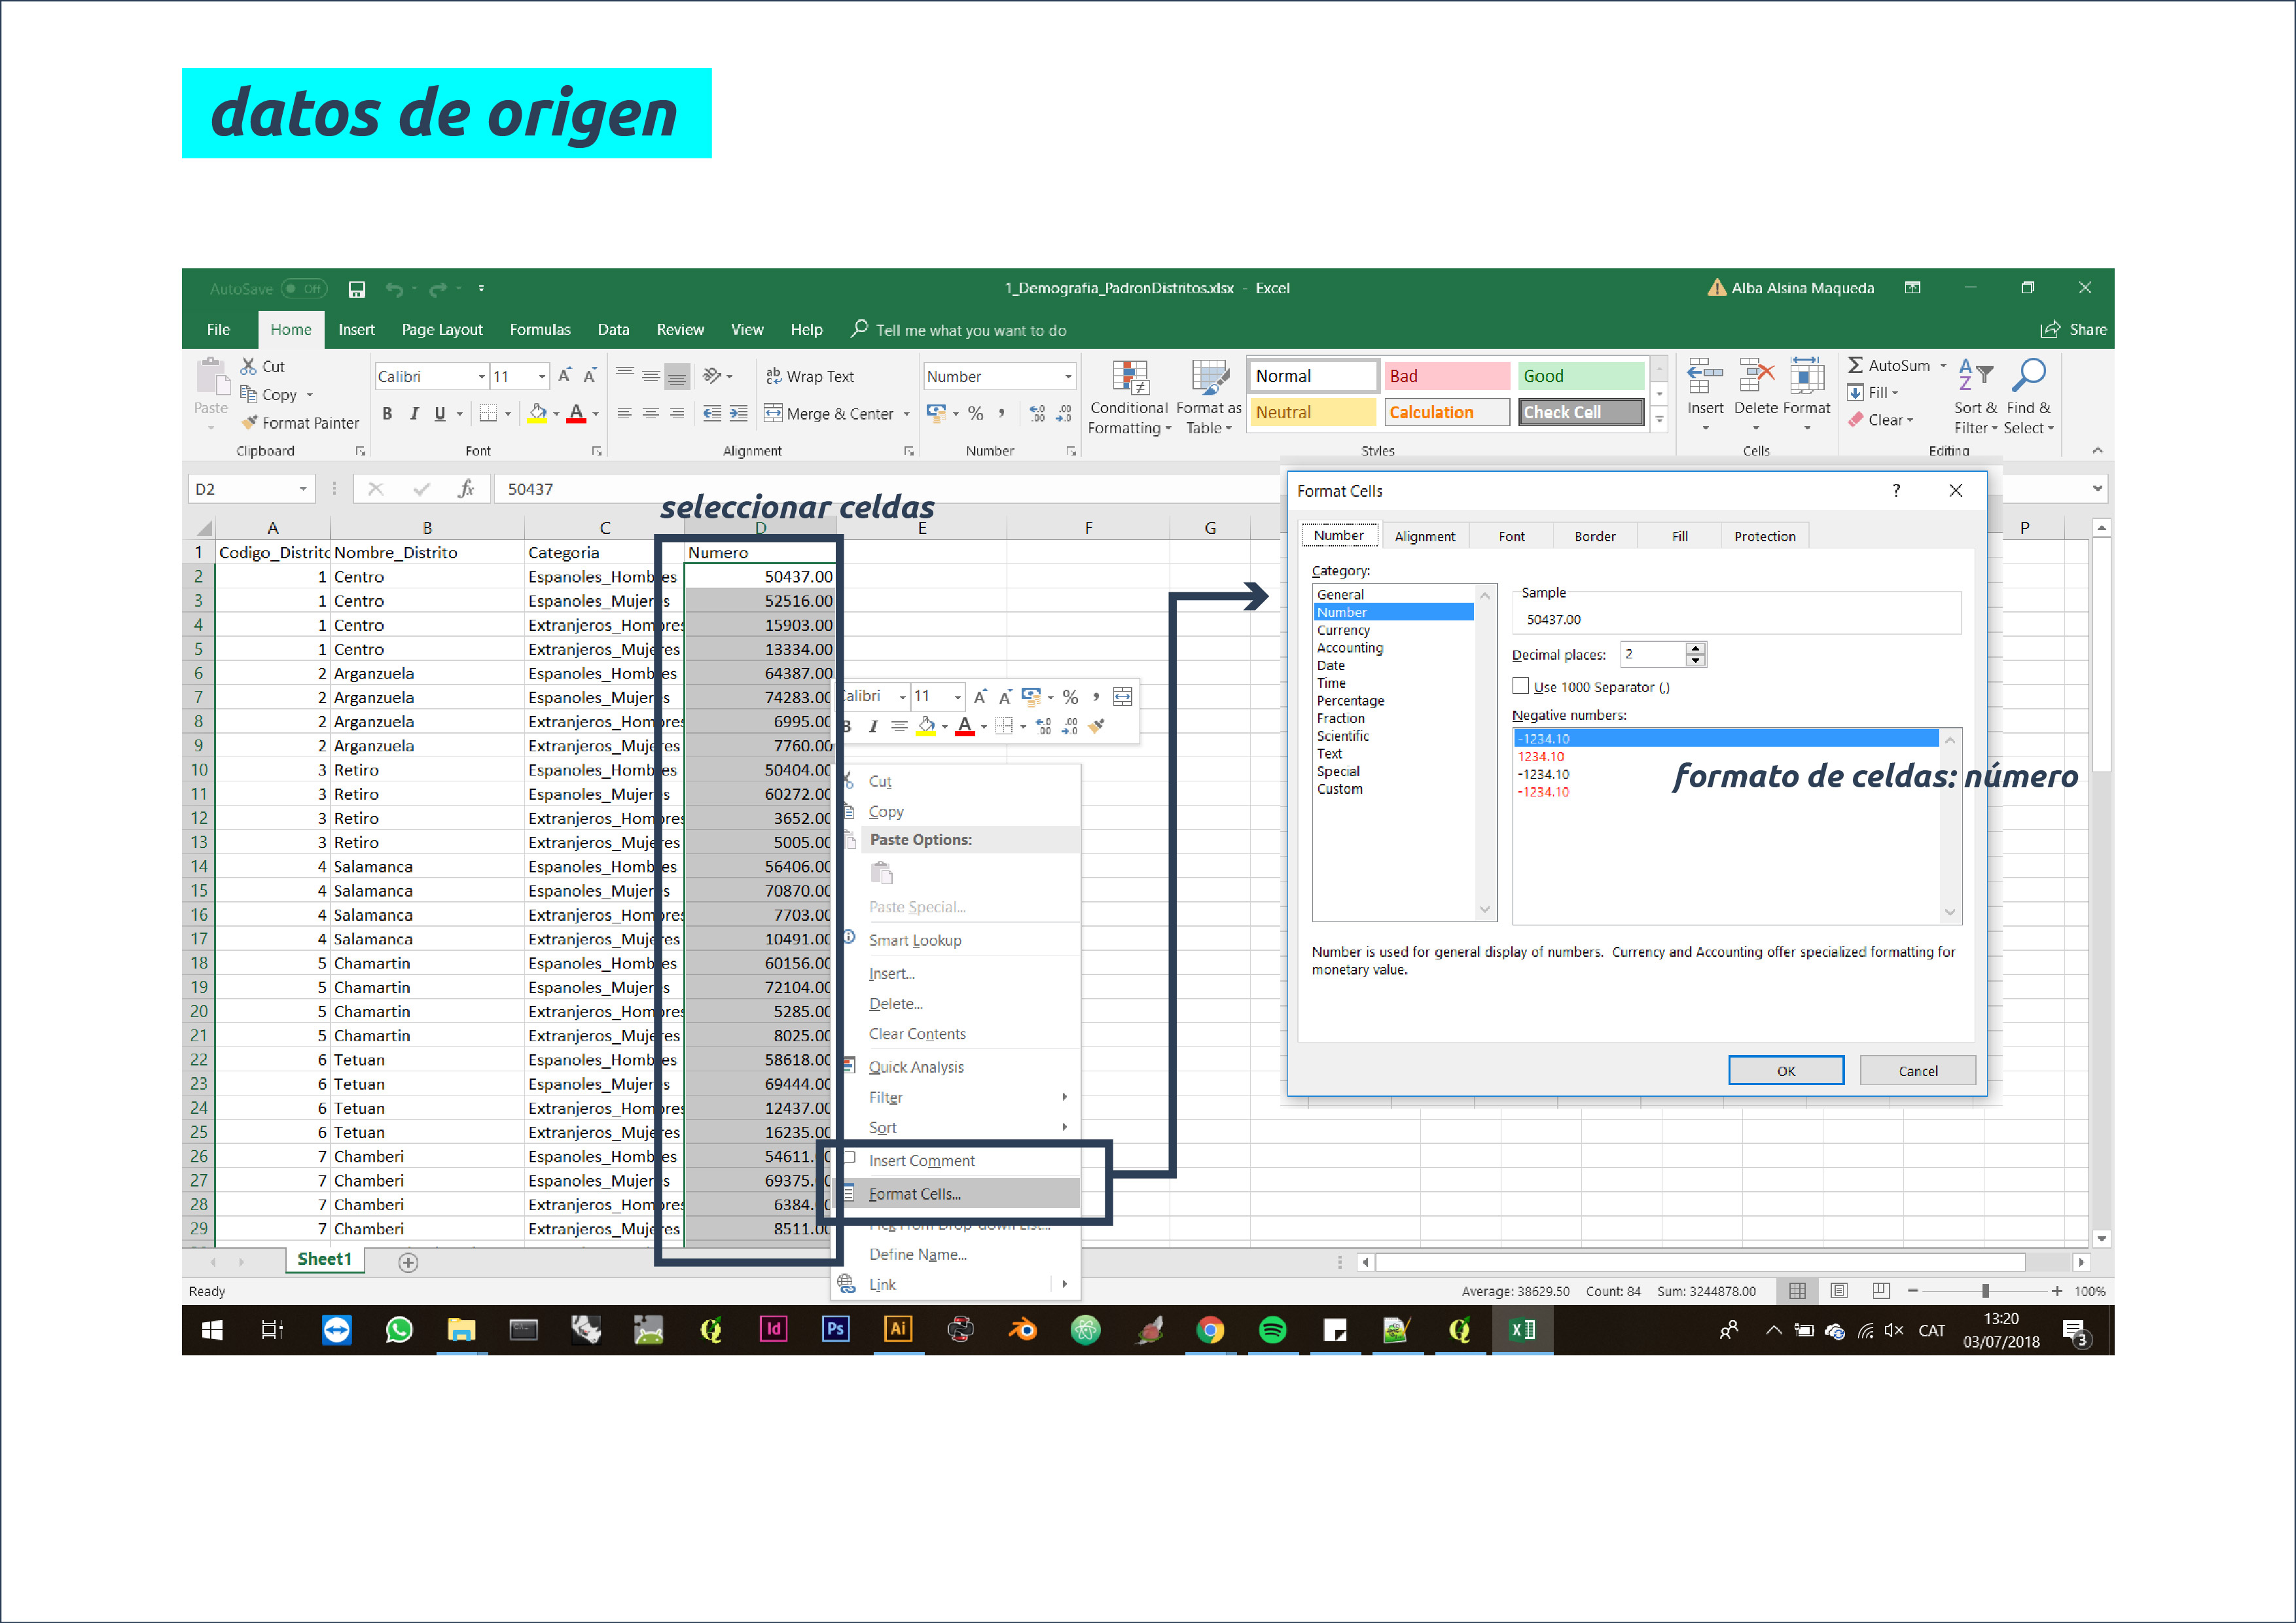 datos de origen
AutoSave Off 1_Demografia_PadronDistritos.xlsx - Excel Alba Alsina Maqueda
File Home Insert Page Layout Formulas Data Review View Help Tell me what you want to do Share
Cut
Copy
Format Painter
Paste
Clipboard
Calibri 11
B I U A
Font
Wrap Text
Merge & Center
Alignment
Number
%
Number
Conditional Formatting
Format as Table
Normal Bad Good
Neutral Calculation Check Cell
Styles
Insert Delete Format
Cells
AutoSum
Fill
Clear
Sort & Filter
Find & Select
Editing
D2 fx 50437
seleccionar celdas
A B C D E F G P
1 Codigo_Distrito Nombre_Distrito Categoria Numero
2 1 Centro Espanoles_Hombres 50437.00
3 1 Centro Espanoles_Mujeres 52516.00
4 1 Centro Extranjeros_Hombres 15903.00
5 1 Centro Extranjeros_Mujeres 13334.00
6 2 Arganzuela Espanoles_Hombres 64387.00
7 2 Arganzuela Espanoles_Mujeres 74283.00
8 2 Arganzuela Extranjeros_Hombres 6995.00
9 2 Arganzuela Extranjeros_Mujeres 7760.00
10 3 Retiro Espanoles_Hombres 50404.00
11 3 Retiro Espanoles_Mujeres 60272.00
12 3 Retiro Extranjeros_Hombres 3652.00
13 3 Retiro Extranjeros_Mujeres 5005.00
14 4 Salamanca Espanoles_Hombres 56406.00
15 4 Salamanca Espanoles_Mujeres 70870.00
16 4 Salamanca Extranjeros_Hombres 7703.00
17 4 Salamanca Extranjeros_Mujeres 10491.00
18 5 Chamartin Espanoles_Hombres 60156.00
19 5 Chamartin Espanoles_Mujeres 72104.00
20 5 Chamartin Extranjeros_Hombres 5285.00
21 5 Chamartin Extranjeros_Mujeres 8025.00
22 6 Tetuan Espanoles_Hombres 58618.00
23 6 Tetuan Espanoles_Mujeres 69444.00
24 6 Tetuan Extranjeros_Hombres 12437.00
25 6 Tetuan Extranjeros_Mujeres 16235.00
26 7 Chamberi Espanoles_Hombres 54611.00
27 7 Chamberi Espanoles_Mujeres 69375.00
28 7 Chamberi Extranjeros_Hombres 6384.00
29 7 Chamberi Extranjeros_Mujeres 8511.00
Calibri 11 A A %
B I A
Cut
Copy
Paste Options:
Paste Special...
Smart Lookup
Insert...
Delete...
Clear Contents
Quick Analysis
Filter
Sort
Insert Comment
Format Cells...
Pick From Drop-down List...
Define Name...
Link
Format Cells ?
Number Alignment Font Border Fill Protection
Category:
General
Number
Currency
Accounting
Date
Time
Percentage
Fraction
Scientific
Text
Special
Custom
Sample
50437.00
Decimal places: 2
Use 1000 Separator (,)
Negative numbers:
-1234.10
1234.10
-1234.10
-1234.10
formato de celdas: número
Number is used for general display of numbers. Currency and Accounting offer specialized formatting for
monetary value.
OK Cancel
Sheet1
Ready Average: 38629.50 Count: 84 Sum: 3244878.00 100%
Id Ps Ai CAT 13:20
03/07/2018 3